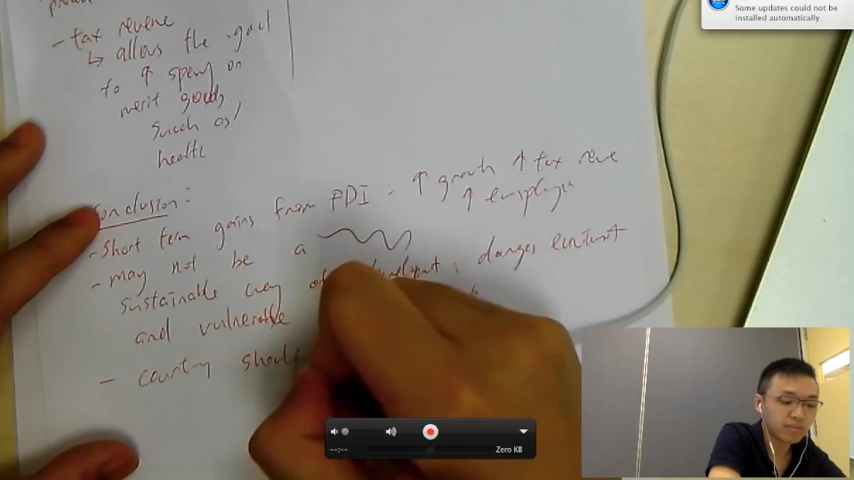 - tax revenue
↳ allows the govt
to ↑ spend on
merit goods
such as /
health
Conclusion:
- Short term gains from FDI - ↑ growth ↑ tax reve
↑ employ
- may not be a
sustainable way of development : danger
and vulnerable
- country should
Some updates could not be
installed automatically.
--:--
Zero KB